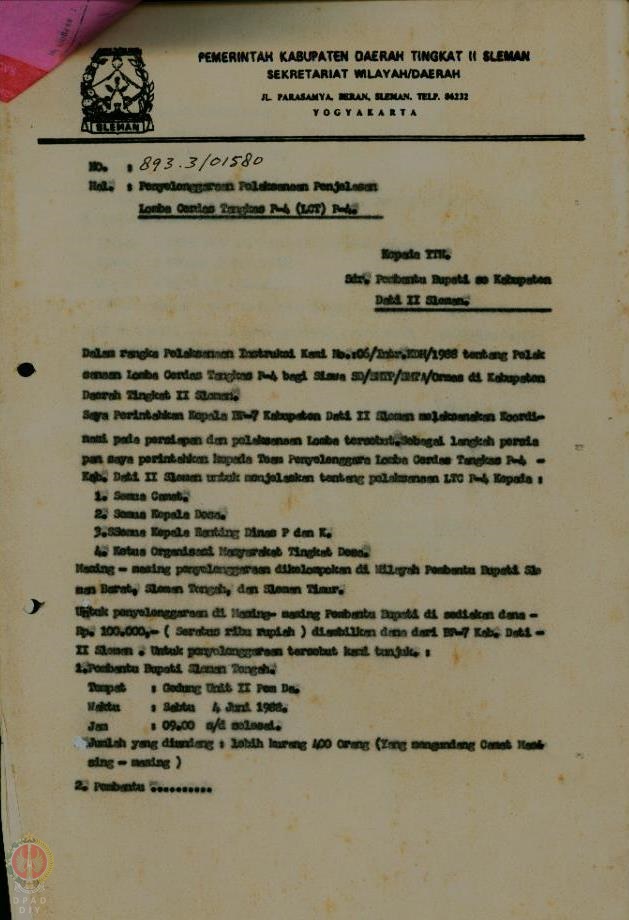 PEMERINTAH KABUPATEN DAERAH TINGKAT II SLEMAN
SEKRETARIAT WILAYAH/DAERAH
JL. PARASAMYA, BERAN, SLEMAN. TELP. 86232
YOGYAKARTA
SLEMAN
NO. : 893.3/01580
Hal. : Penyelenggaraan Pelaksanaan Penjelasan
Lomba Cerdas Tangkas P-4 (LCT) P-4.
Kepada YTH.
Sdr. Pembantu Bupati se Kabupaten
Dati II Sleman.
Dalam rangka Pelaksanaan Instruksi Kami No.:06/Intr.KDH/1988 tentang Pelak
sanaan Lomba Cerdas Tangkas P-4 bagi Siswa SD/SMTP/SMTA/Ormas di Kabupaten
Daerah Tingkat II Sleman.
Saya Perintahkan Kepala BP-7 Kabupaten Dati II Sleman melaksanakan Koordi-
nasi pada persiapan dan pelaksanaan Lomba tersebut.Sebagai langkah persia
pan saya perintahkan kepada Team Penyelenggara Lomba Cerdas Tangkas P-4 -
Kab. Dati II Sleman untuk menjelaskan tentang pelaksanaan LTC P-4 Kepada :
1. Semua Camat.
2. Semua Kepala Desa.
3.SSemua Kepala Ranting Dinas P dan K.
4. Ketua Organisasi Masyarakat Tingkat Desa.
Masing - masing penyelenggaraan dikelompokan di Wilayah Pembantu Bupati Sle
man Barat, Sleman Tengah, dan Sleman Timur.
Untuk penyelenggaraan di Masing- masing Pembantu Bupati di sediakan dana -
Rp. 100.000,- ( Seratus ribu rupiah ) diambilkan dana dari BP-7 Kab. Dati -
II Sleman . Untuk penyelenggaraan tersebut kami tunjuk. :
1.Pembantu Bupati Sleman Tengah.
Tempat : Gedung Unit II Pem Da.
Waktu : Sabtu 4 Juni 1988.
Jam : 09.00 s/d selesai.
Jumlah yang diundang : lebih kurang 400 Orang (Yang mengundang Camat Masi
sing - masing )
2. Pembantu ..........
DPAD
DIY